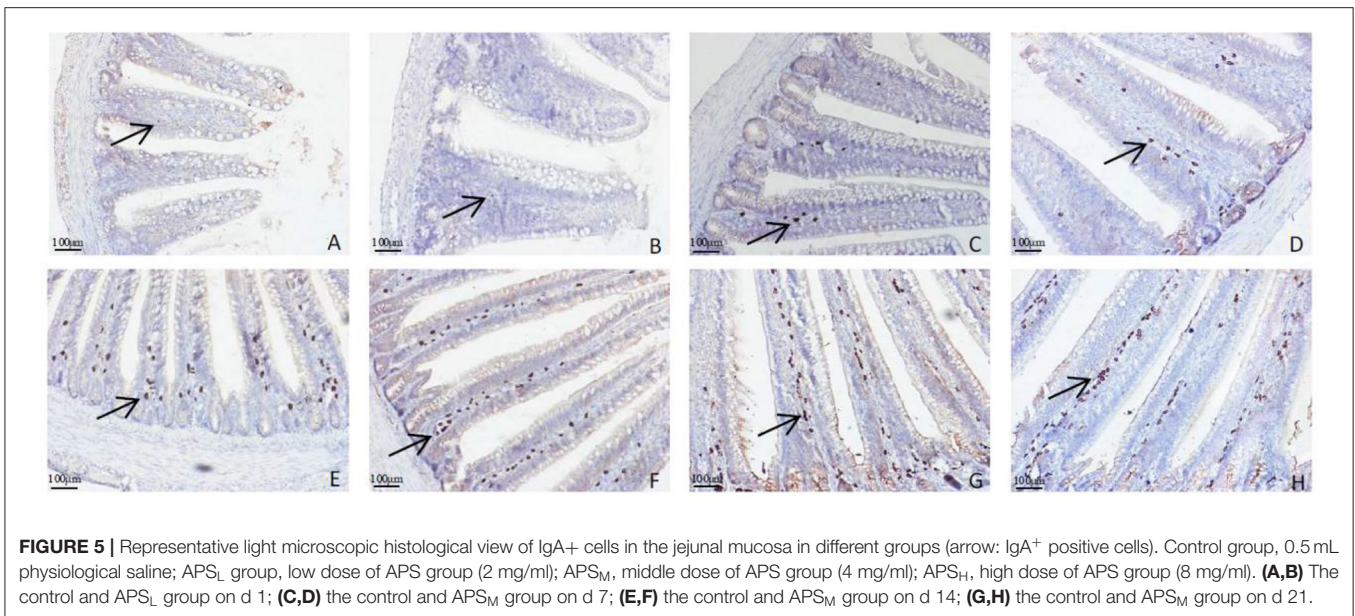 100µm
A
100µm
B
100µm
C
100µm
D
100µm
E
100µm
F
100µm
G
100µm
H
FIGURE 5 | Representative light microscopic histological view of IgA+ cells in the jejunal mucosa in different groups (arrow: IgA+ positive cells). Control group, 0.5 mL
physiological saline; APSL group, low dose of APS group (2 mg/ml); APSM, middle dose of APS group (4 mg/ml); APSH, high dose of APS group (8 mg/ml). (A,B) The
control and APSL group on d 1; (C,D) the control and APSM group on d 7; (E,F) the control and APSM group on d 14; (G,H) the control and APSM group on d 21.